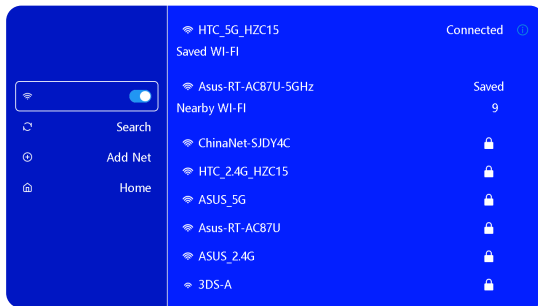 Search
Add Net
Home
HTC_5G_HZC15 Connected
Saved WI-FI
Asus-RT-AC87U-5GHz Saved
Nearby WI-FI 9
ChinaNet-SJDY4C
HTC_2.4G_HZC15
ASUS_5G
Asus-RT-AC87U
ASUS_2.4G
3DS-A